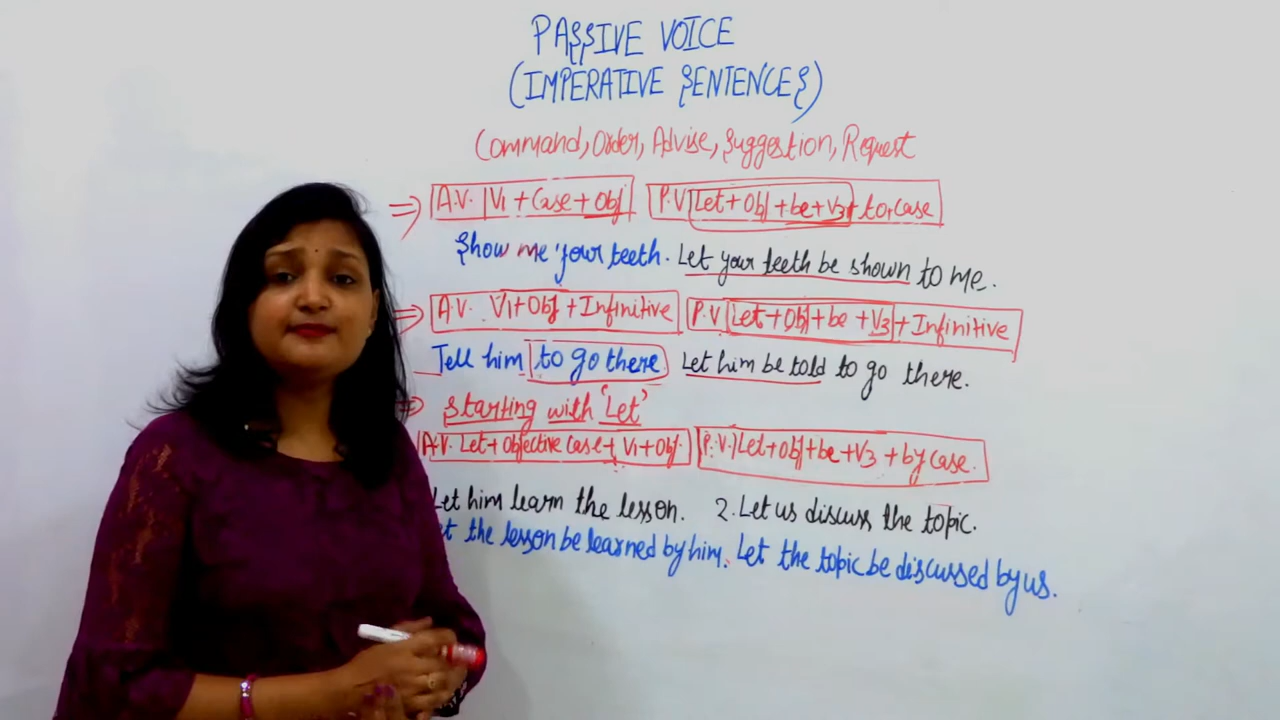 PASSIVE VOICE
(IMPERATIVE SENTENCES)
Command, Order, Advise, Suggestion, Request
⇒ A.V. V1 + Case + Obj P.V Let + Obj + be + V3 + to+case
Show me your teeth. Let your teeth be shown to me.
⇒ A.V. V1 + Obj + Infinitive P.V Let + Obj + be + V3 + Infinitive
Tell him to go there Let him be told to go there.
⇒ Starting with 'Let'
A.V. Let + Objective case + V1 + Obj. P.V. Let + Obj + be + V3 + by case.
Let him learn the lesson. 2. Let us discuss the topic.
the lesson be learned by him. Let the topic be discussed by us.